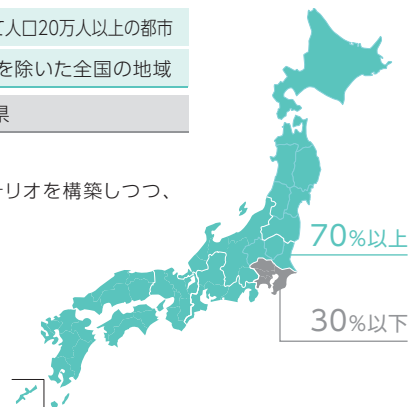 て人口20万人以上の都市
を除いた全国の地域
県
リオを構築しつつ、
70%以上
30%以下